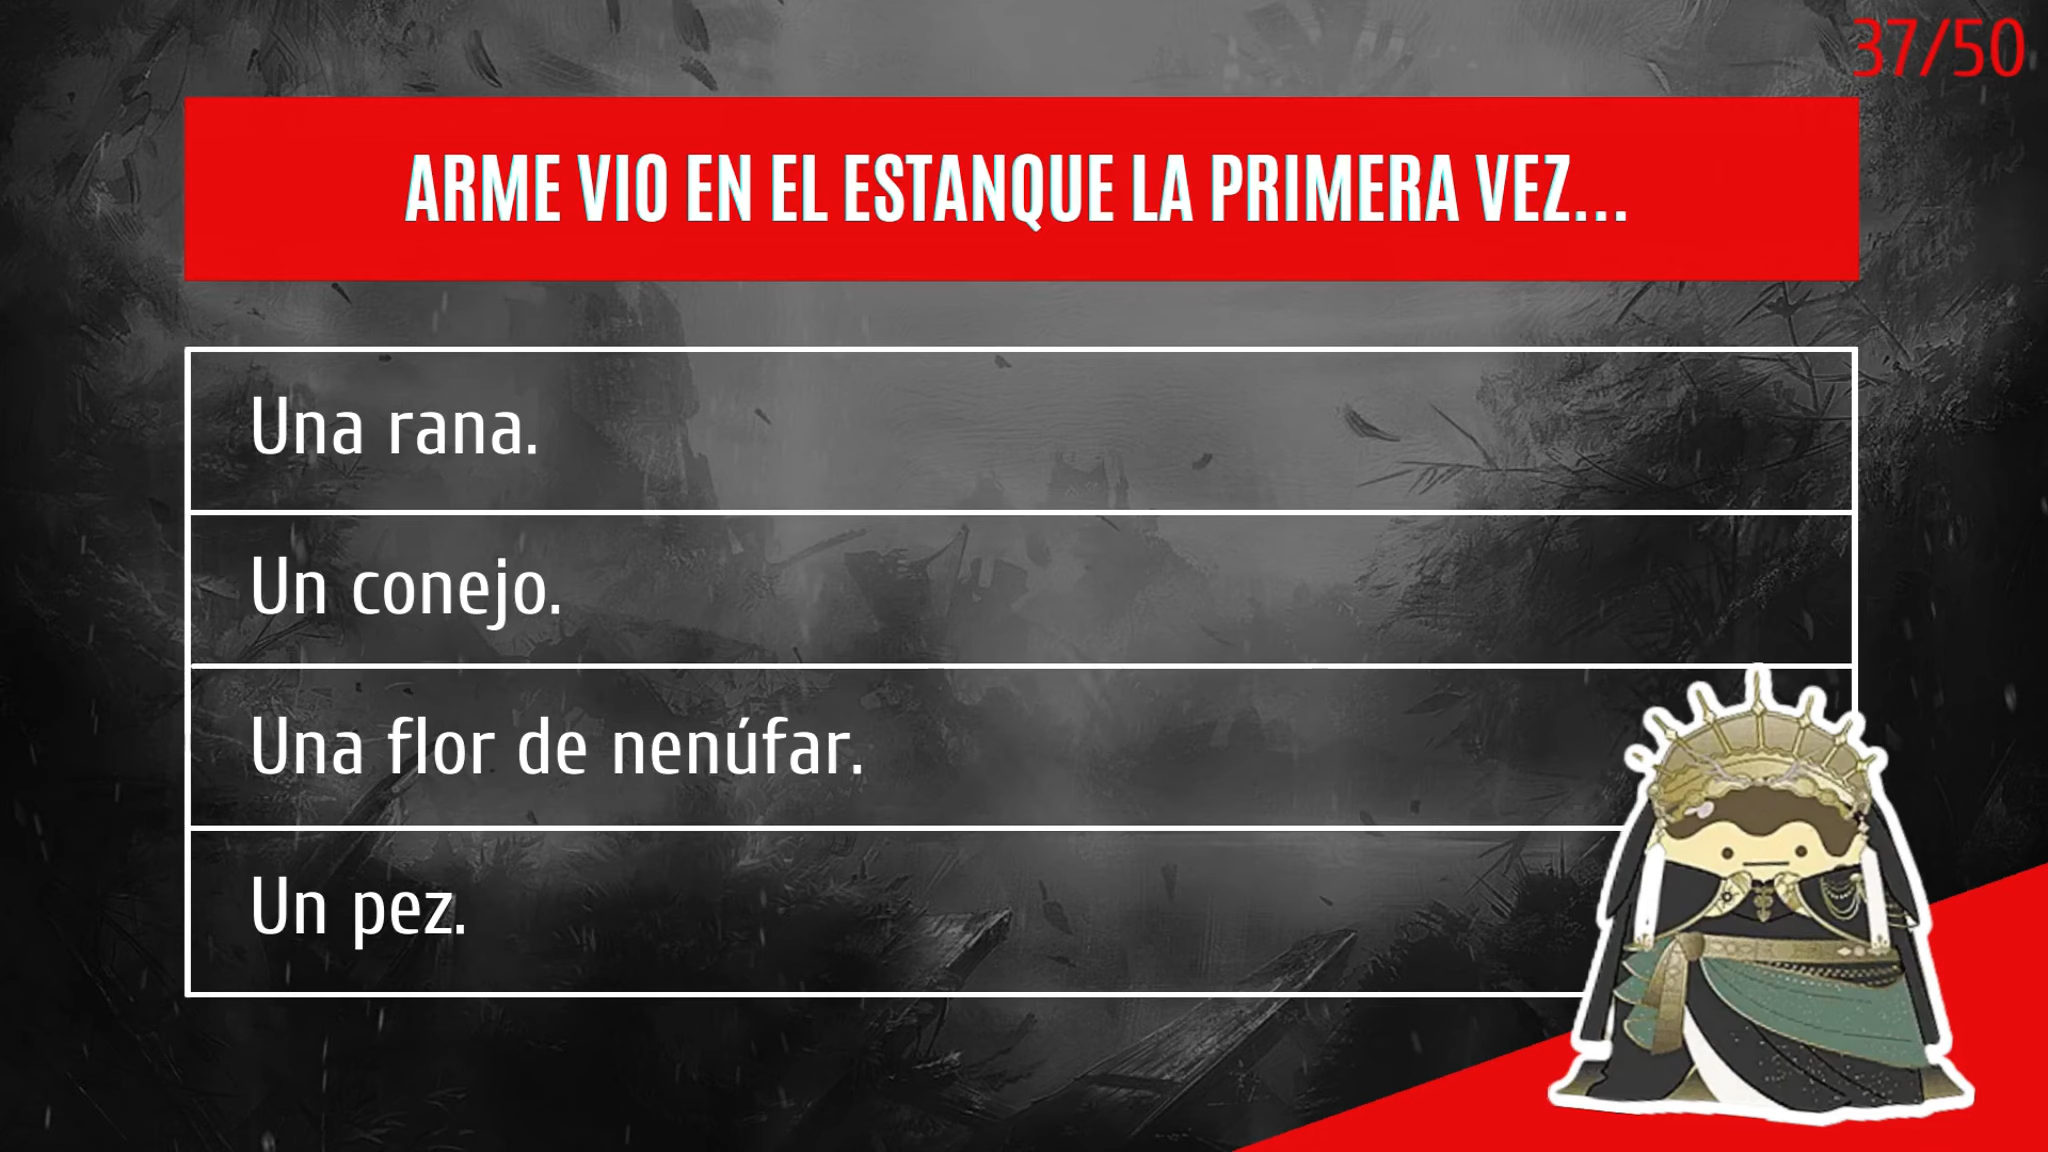 37/50
ARME VIO EN EL ESTANQUE LA PRIMERA VEZ...
Una rana.
Un conejo.
Una flor de nenúfar.
Un pez.